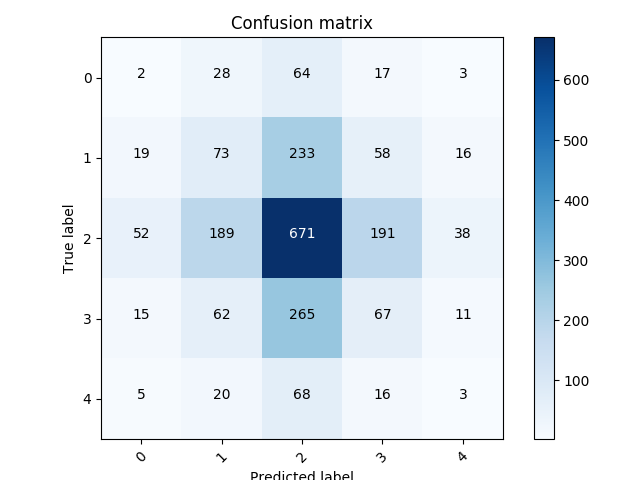 Confusion matrix
0 2 28 64 17 3
1 19 73 233 58 16
2 52 189 671 191 38
3 15 62 265 67 11
4 5 20 68 16 3
0 1 2 3 4
True label
Predicted label
600
500
400
300
200
100